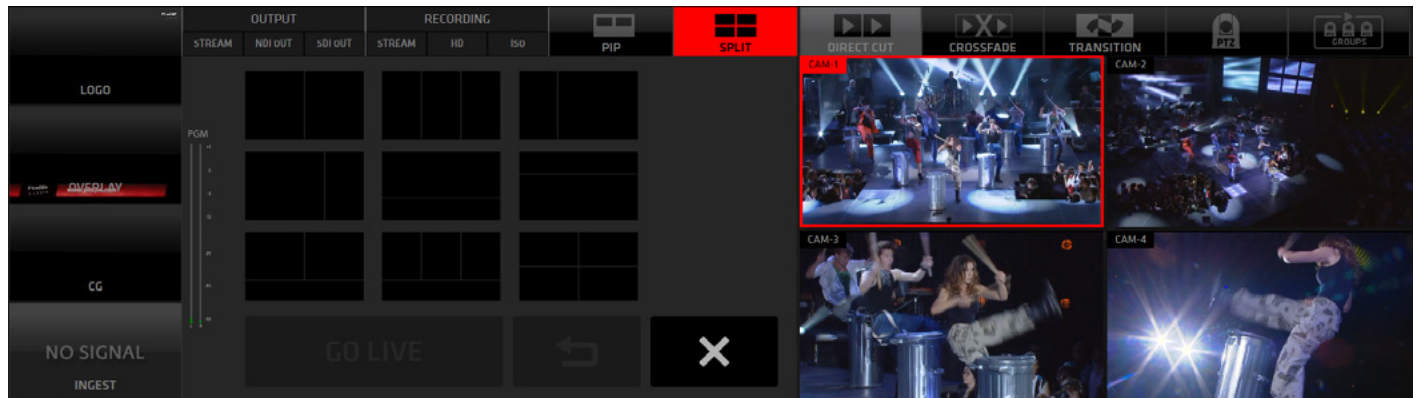 OUTPUT
RECORDING
STREAM
NDI OUT
SDI OUT
STREAM
HD
ISO
PIP
SPLIT
DIRECT CUT
CROSSFADE
TRANSITION
PTZ
GROUPS
LOGO
OVERLAY
CG
NO SIGNAL
INGEST
PGM
GO LIVE
CAM-1
CAM-2
CAM-3
CAM-4